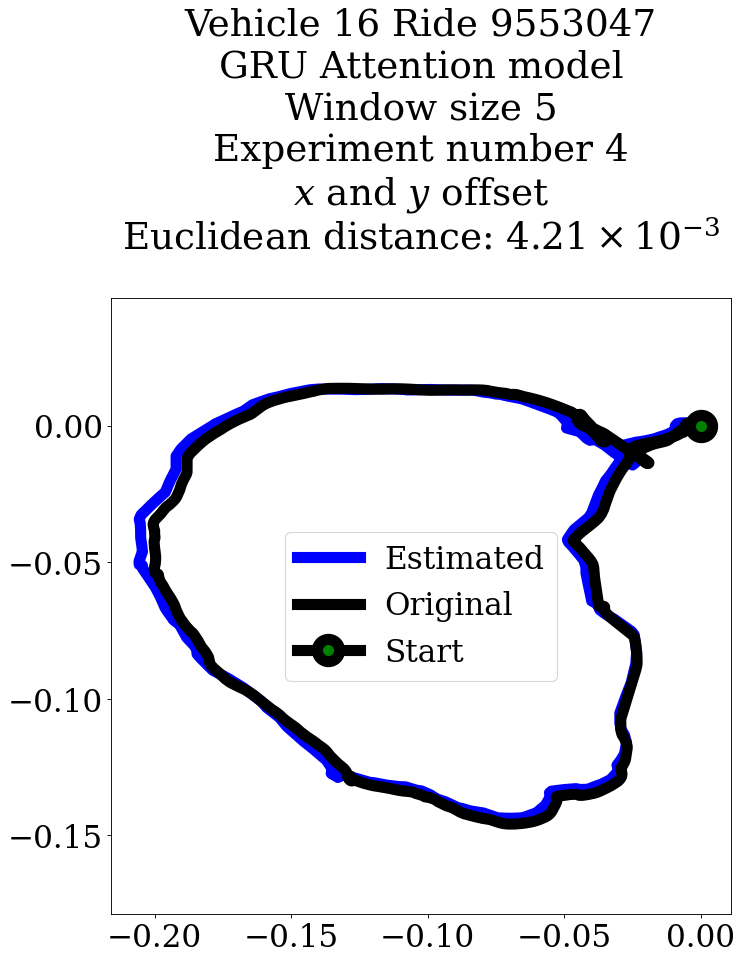 Vehicle 16 Ride 9553047
GRU Attention model
Window size 5
Experiment number 4
x and y offset
Euclidean distance: 4.21 × 10⁻³
0.00
−0.05
−0.10
−0.15
Estimated
Original
Start
−0.20 −0.15 −0.10 −0.05 0.00